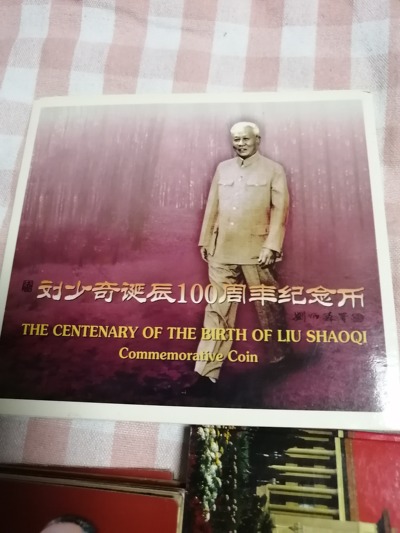 刘少奇诞辰100周年纪念币
THE CENTENARY OF THE BIRTH OF LIU SHAOQI
Commemorative Coin